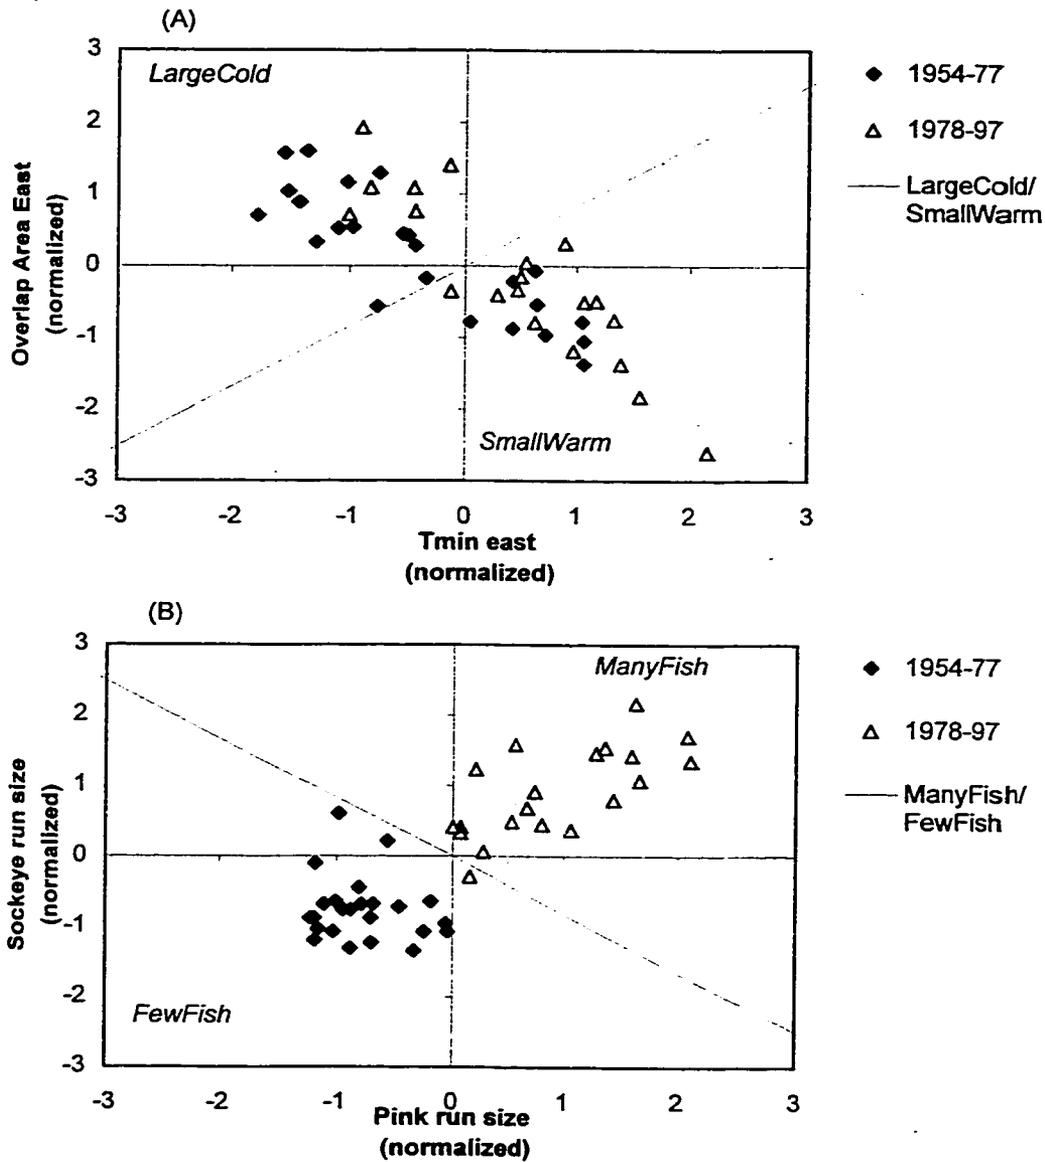 (A)
3
LargeCold
2
1
0
-1
-2
-3
SmallWarm
Overlap Area East
(normalized)
-3 -2 -1 0 1 2 3
Tmin east
(normalized)
1954-77
1978-97
LargeCold/
SmallWarm
(B)
3
ManyFish
2
1
0
-1
-2
-3
FewFish
Sockeye run size
(normalized)
-3 -2 -1 0 1 2 3
Pink run size
(normalized)
1954-77
1978-97
ManyFish/
FewFish